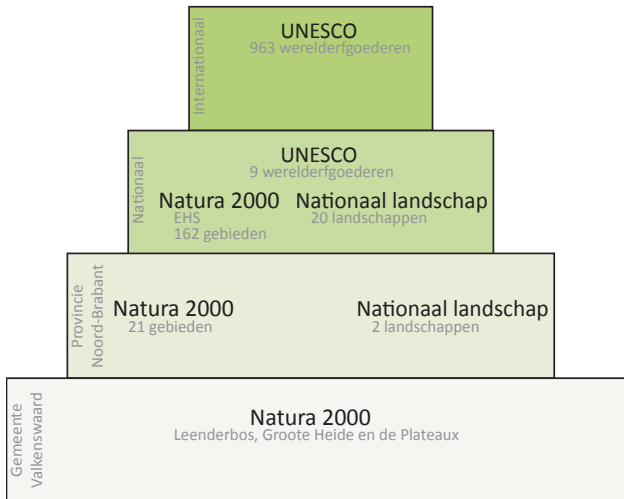 Internationaal
UNESCO
963 werelderfgoederen
Nationaal
UNESCO
9 werelderfgoederen
Natura 2000
EHS
162 gebieden
Nationaal landschap
20 landschappen
Provincie
Noord-Brabant
Natura 2000
21 gebieden
Nationaal landschap
2 landschappen
Gemeente
Valkenswaard
Natura 2000
Leenderbos, Groote Heide en de Plateaux